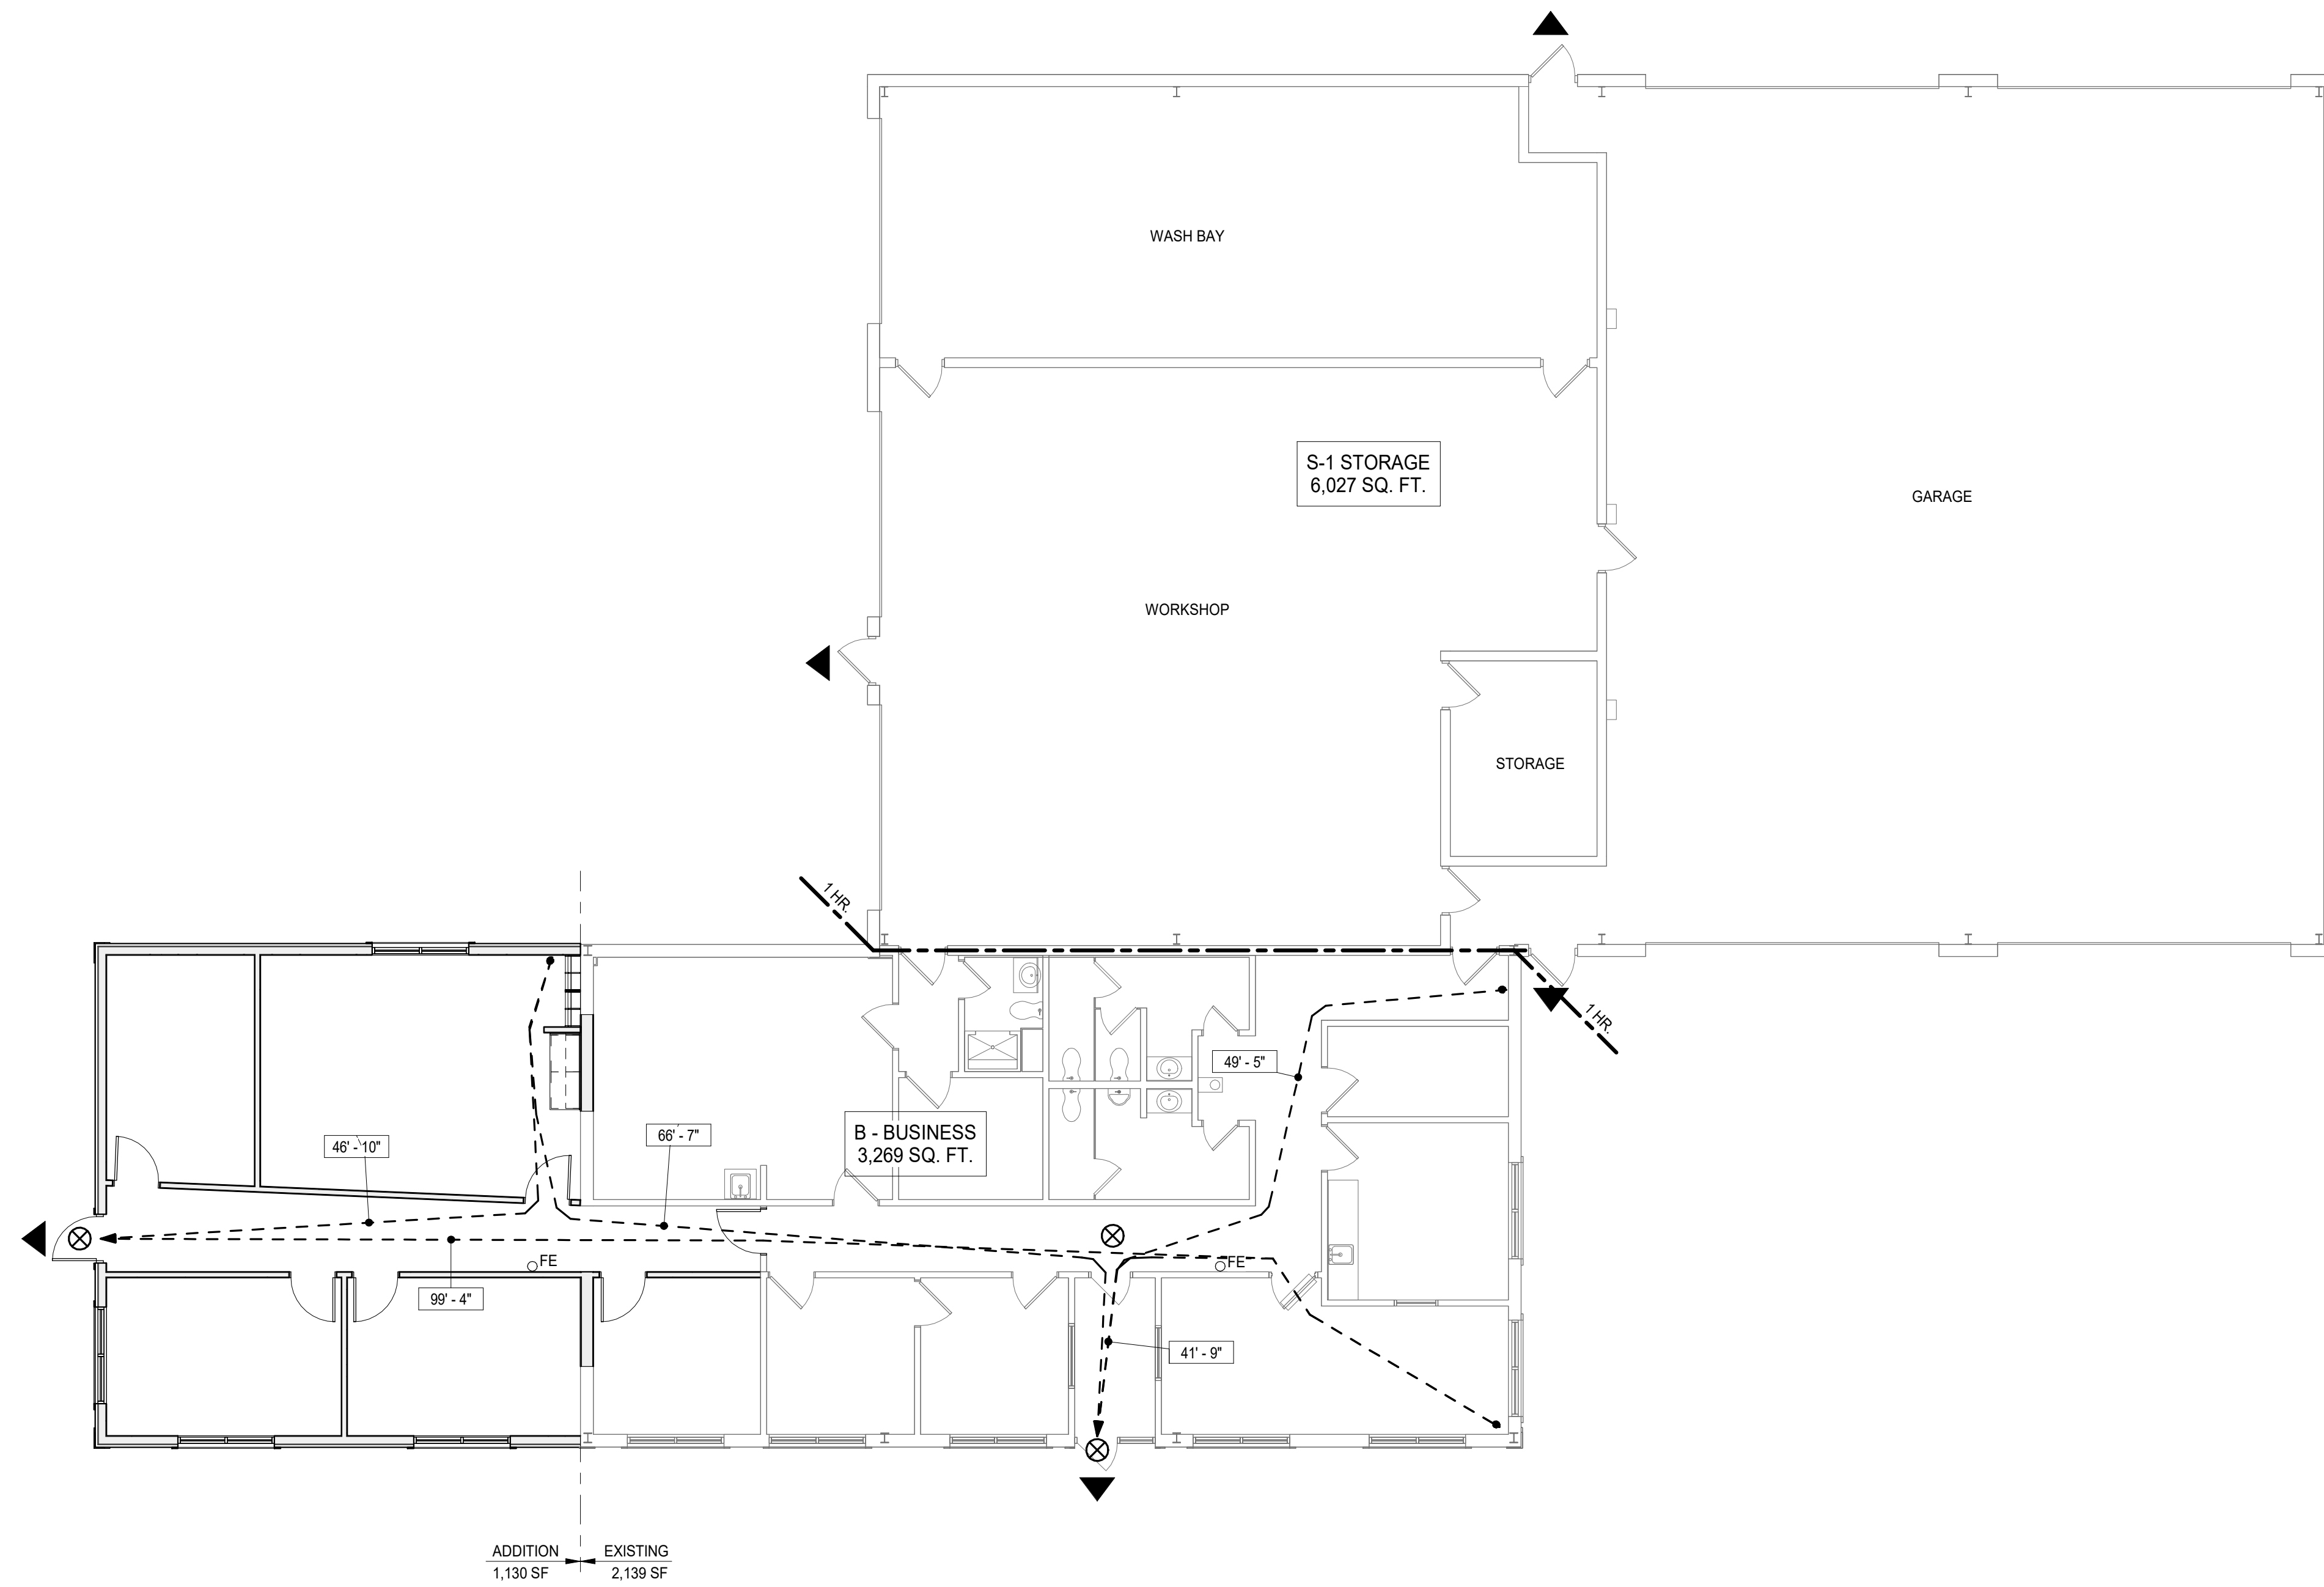 WASH BAY
S-1 STORAGE
6,027 SQ. FT.
GARAGE
WORKSHOP
STORAGE
1 HR.
1 HR.
49' - 5"
B - BUSINESS
3,269 SQ. FT.
66' - 7"
46' - 10"
FE
FE
99' - 4"
41' - 9"
ADDITION
1,130 SF
EXISTING
2,139 SF